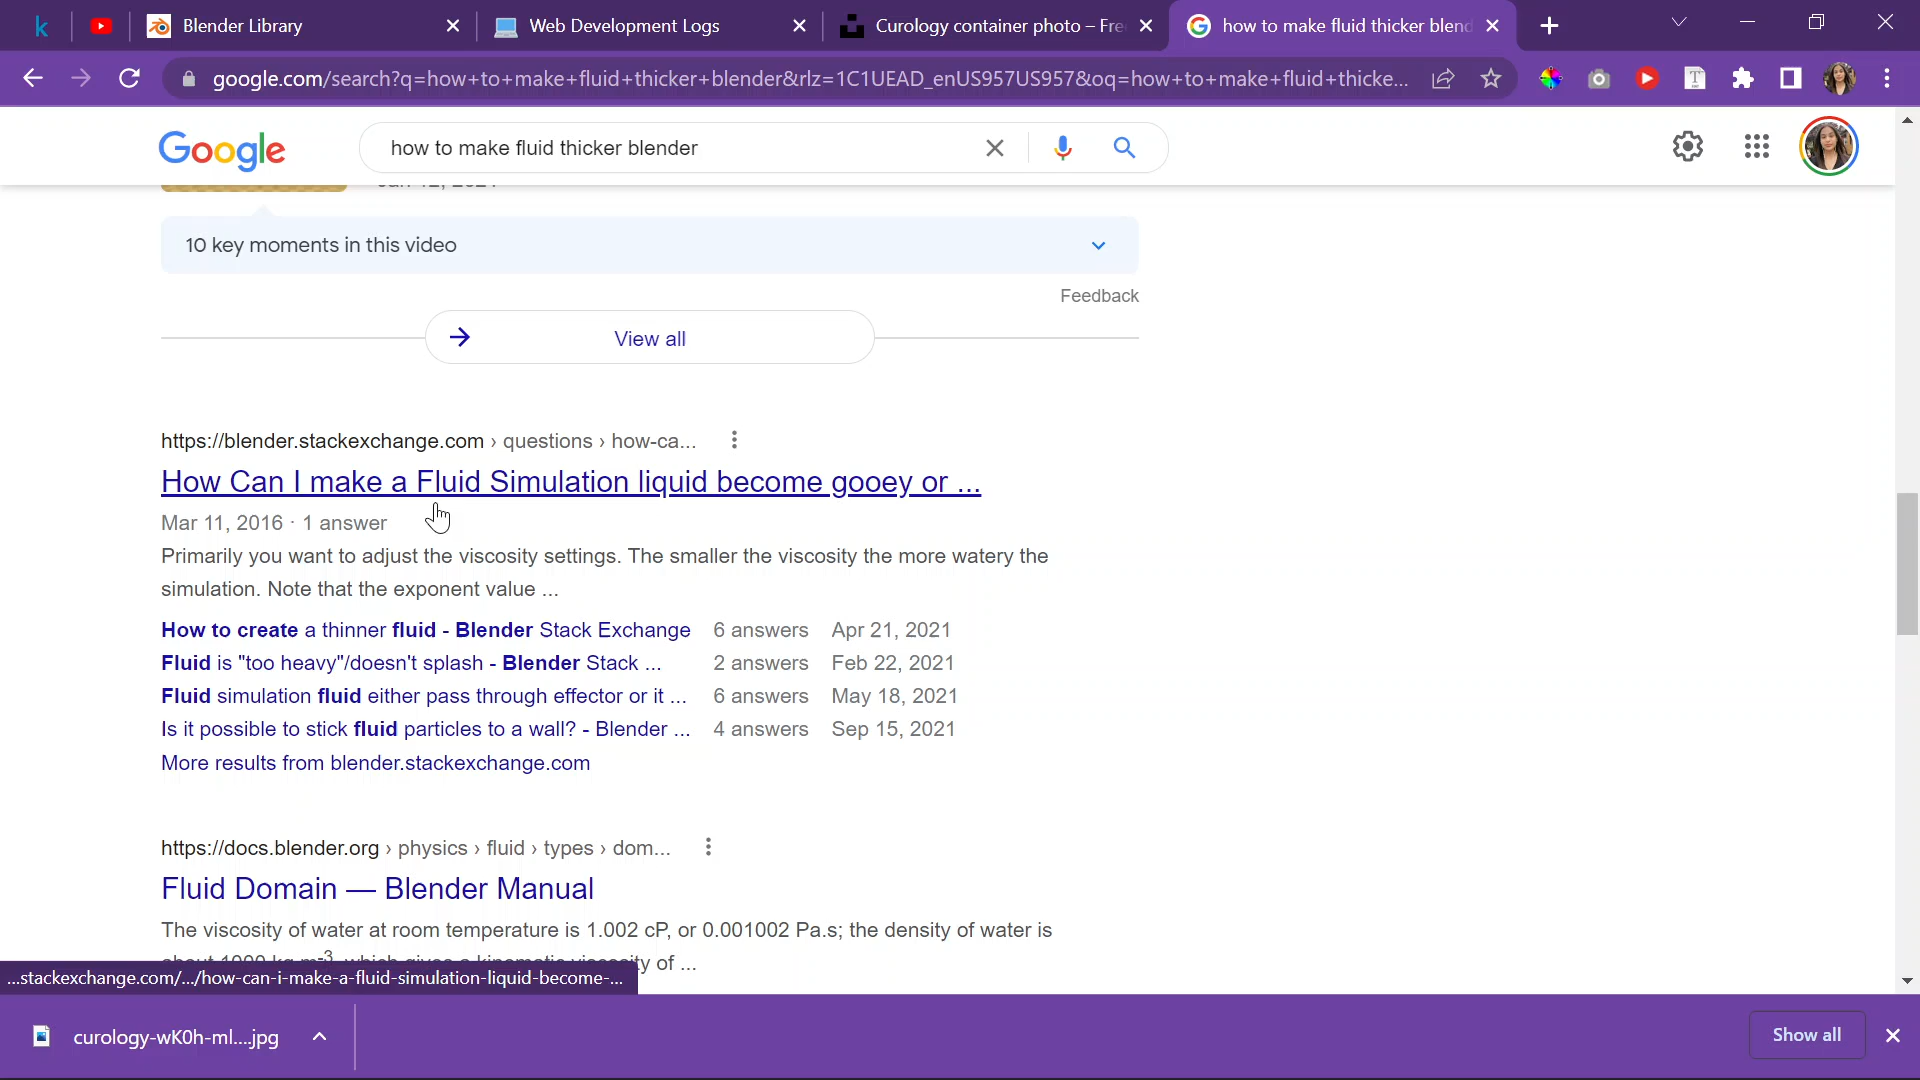 k
Blender Library
Web Development Logs
Curology container photo – Fre
how to make fluid thicker blend
google.com/search?q=how+to+make+fluid+thicker+blender&rlz=1C1UEAD_enUS957US957&oq=how+to+make+fluid+thicke...
Google
how to make fluid thicker blender
10 key moments in this video
Feedback
View all
https://blender.stackexchange.com › questions › how-ca...
How Can I make a Fluid Simulation liquid become gooey or ...
Mar 11, 2016 · 1 answer
Primarily you want to adjust the viscosity settings. The smaller the viscosity the more watery the
simulation. Note that the exponent value ...
How to create a thinner fluid - Blender Stack Exchange 6 answers Apr 21, 2021
Fluid is "too heavy"/doesn't splash - Blender Stack ... 2 answers Feb 22, 2021
Fluid simulation fluid either pass through effector or it ... 6 answers May 18, 2021
Is it possible to stick fluid particles to a wall? - Blender ... 4 answers Sep 15, 2021
More results from blender.stackexchange.com
https://docs.blender.org › physics › fluid › types › dom...
Fluid Domain — Blender Manual
The viscosity of water at room temperature is 1.002 cP, or 0.001002 Pa.s; the density of water is
of ...
...stackexchange.com/.../how-can-i-make-a-fluid-simulation-liquid-become-...
curology-wK0h-ml....jpg
Show all